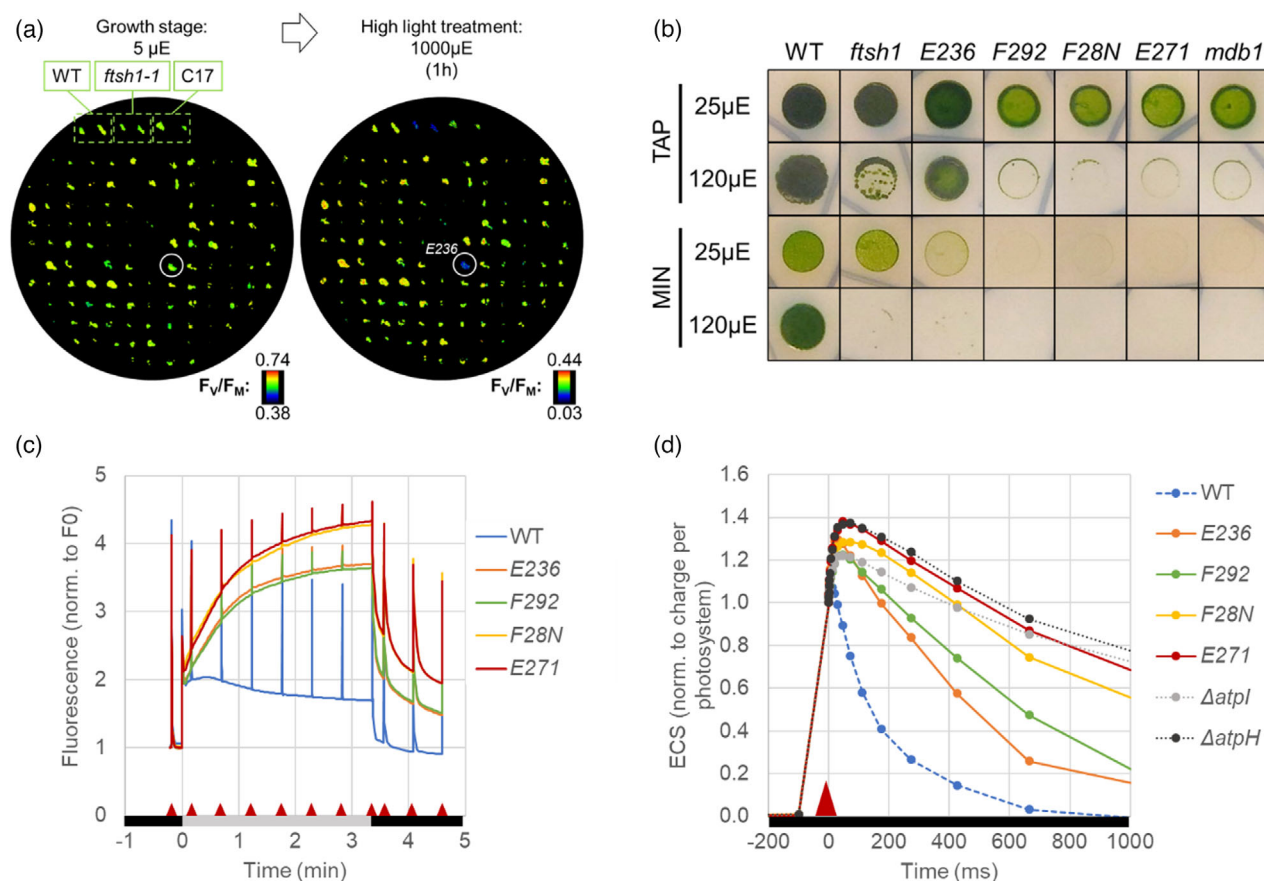 (a)
Growth stage:
5 µE
High light treatment:
1000µE
(1h)
WT
ftsh1-1
C17
E236
0.74
FV/FM:
0.38
0.44
FV/FM:
0.03
(b)
WT ftsh1 E236 F292 F28N E271 mdb1
TAP
25µE
120µE
MIN
25µE
120µE
(c)
Fluorescence (norm. to F0)
5
4
3
2
1
0
-1 0 1 2 3 4 5
Time (min)
WT
E236
F292
F28N
E271
(d)
ECS (norm. to charge per
photosystem)
1.6
1.4
1.2
1.0
0.8
0.6
0.4
0.2
0.0
-200 0 200 400 600 800 1000
Time (ms)
WT
E236
F292
F28N
E271
ΔatpI
ΔatpH